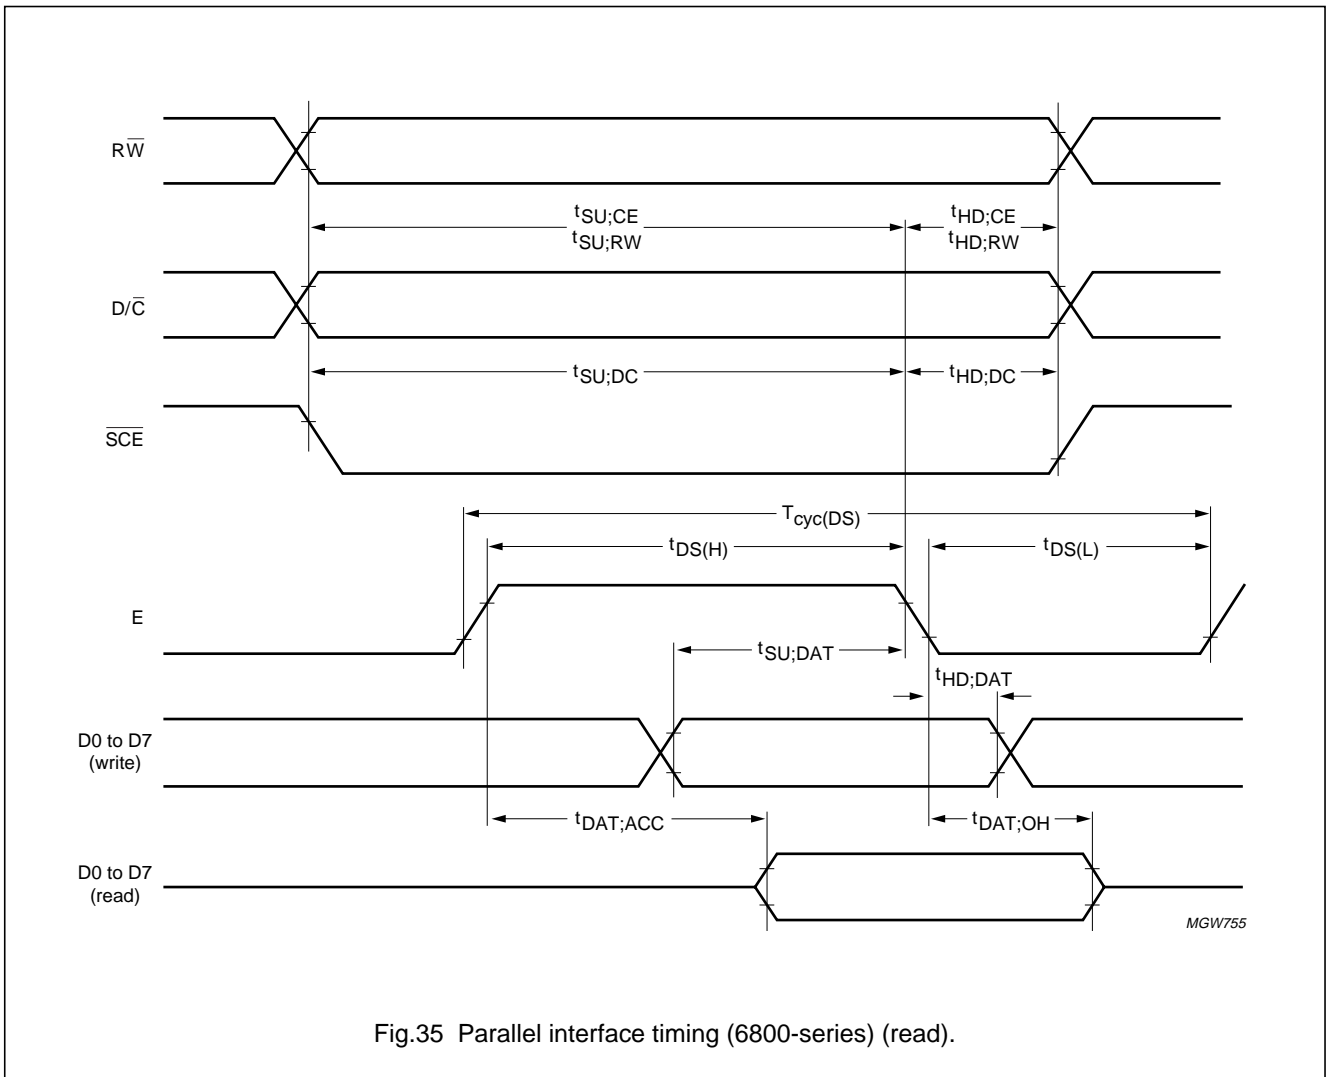 RW̅
tSU;CE
tSU;RW
tHD;CE
tHD;RW
D/C̅
tSU;DC
tHD;DC
S̅C̅E̅
Tcyc(DS)
tDS(H)
tDS(L)
E
tSU;DAT
tHD;DAT
D0 to D7
(write)
tDAT;ACC
tDAT;OH
D0 to D7
(read)
MGW755
Fig.35 Parallel interface timing (6800-series) (read).